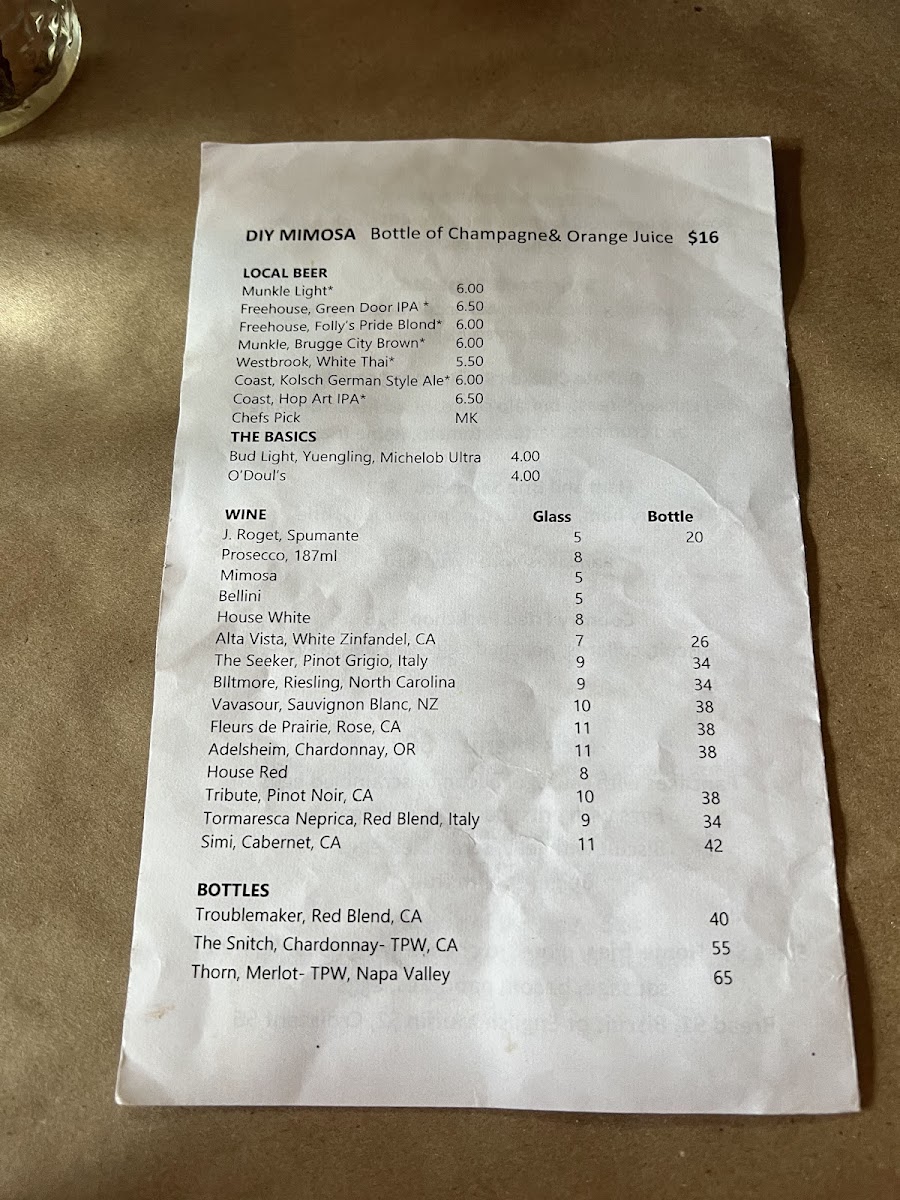 DIY MIMOSA Bottle of Champagne& Orange Juice $16
LOCAL BEER
Munkle Light* 6.00
Freehouse, Green Door IPA * 6.50
Freehouse, Folly's Pride Blond* 6.00
Munkle, Brugge City Brown* 6.00
Westbrook, White Thai* 5.50
Coast, Kolsch German Style Ale* 6.00
Coast, Hop Art IPA* 6.50
Chefs Pick MK
THE BASICS
Bud Light, Yuengling, Michelob Ultra 4.00
O'Doul's 4.00
WINE Glass Bottle
J. Roget, Spumante 5 20
Prosecco, 187ml 8
Mimosa 5
Bellini 5
House White 8
Alta Vista, White Zinfandel, CA 7 26
The Seeker, Pinot Grigio, Italy 9 34
BIltmore, Riesling, North Carolina 9 34
Vavasour, Sauvignon Blanc, NZ 10 38
Fleurs de Prairie, Rose, CA 11 38
Adelsheim, Chardonnay, OR 11 38
House Red 8
Tribute, Pinot Noir, CA 10 38
Tormaresca Neprica, Red Blend, Italy 9 34
Simi, Cabernet, CA 11 42
BOTTLES
Troublemaker, Red Blend, CA 40
The Snitch, Chardonnay- TPW, CA 55
Thorn, Merlot- TPW, Napa Valley 65